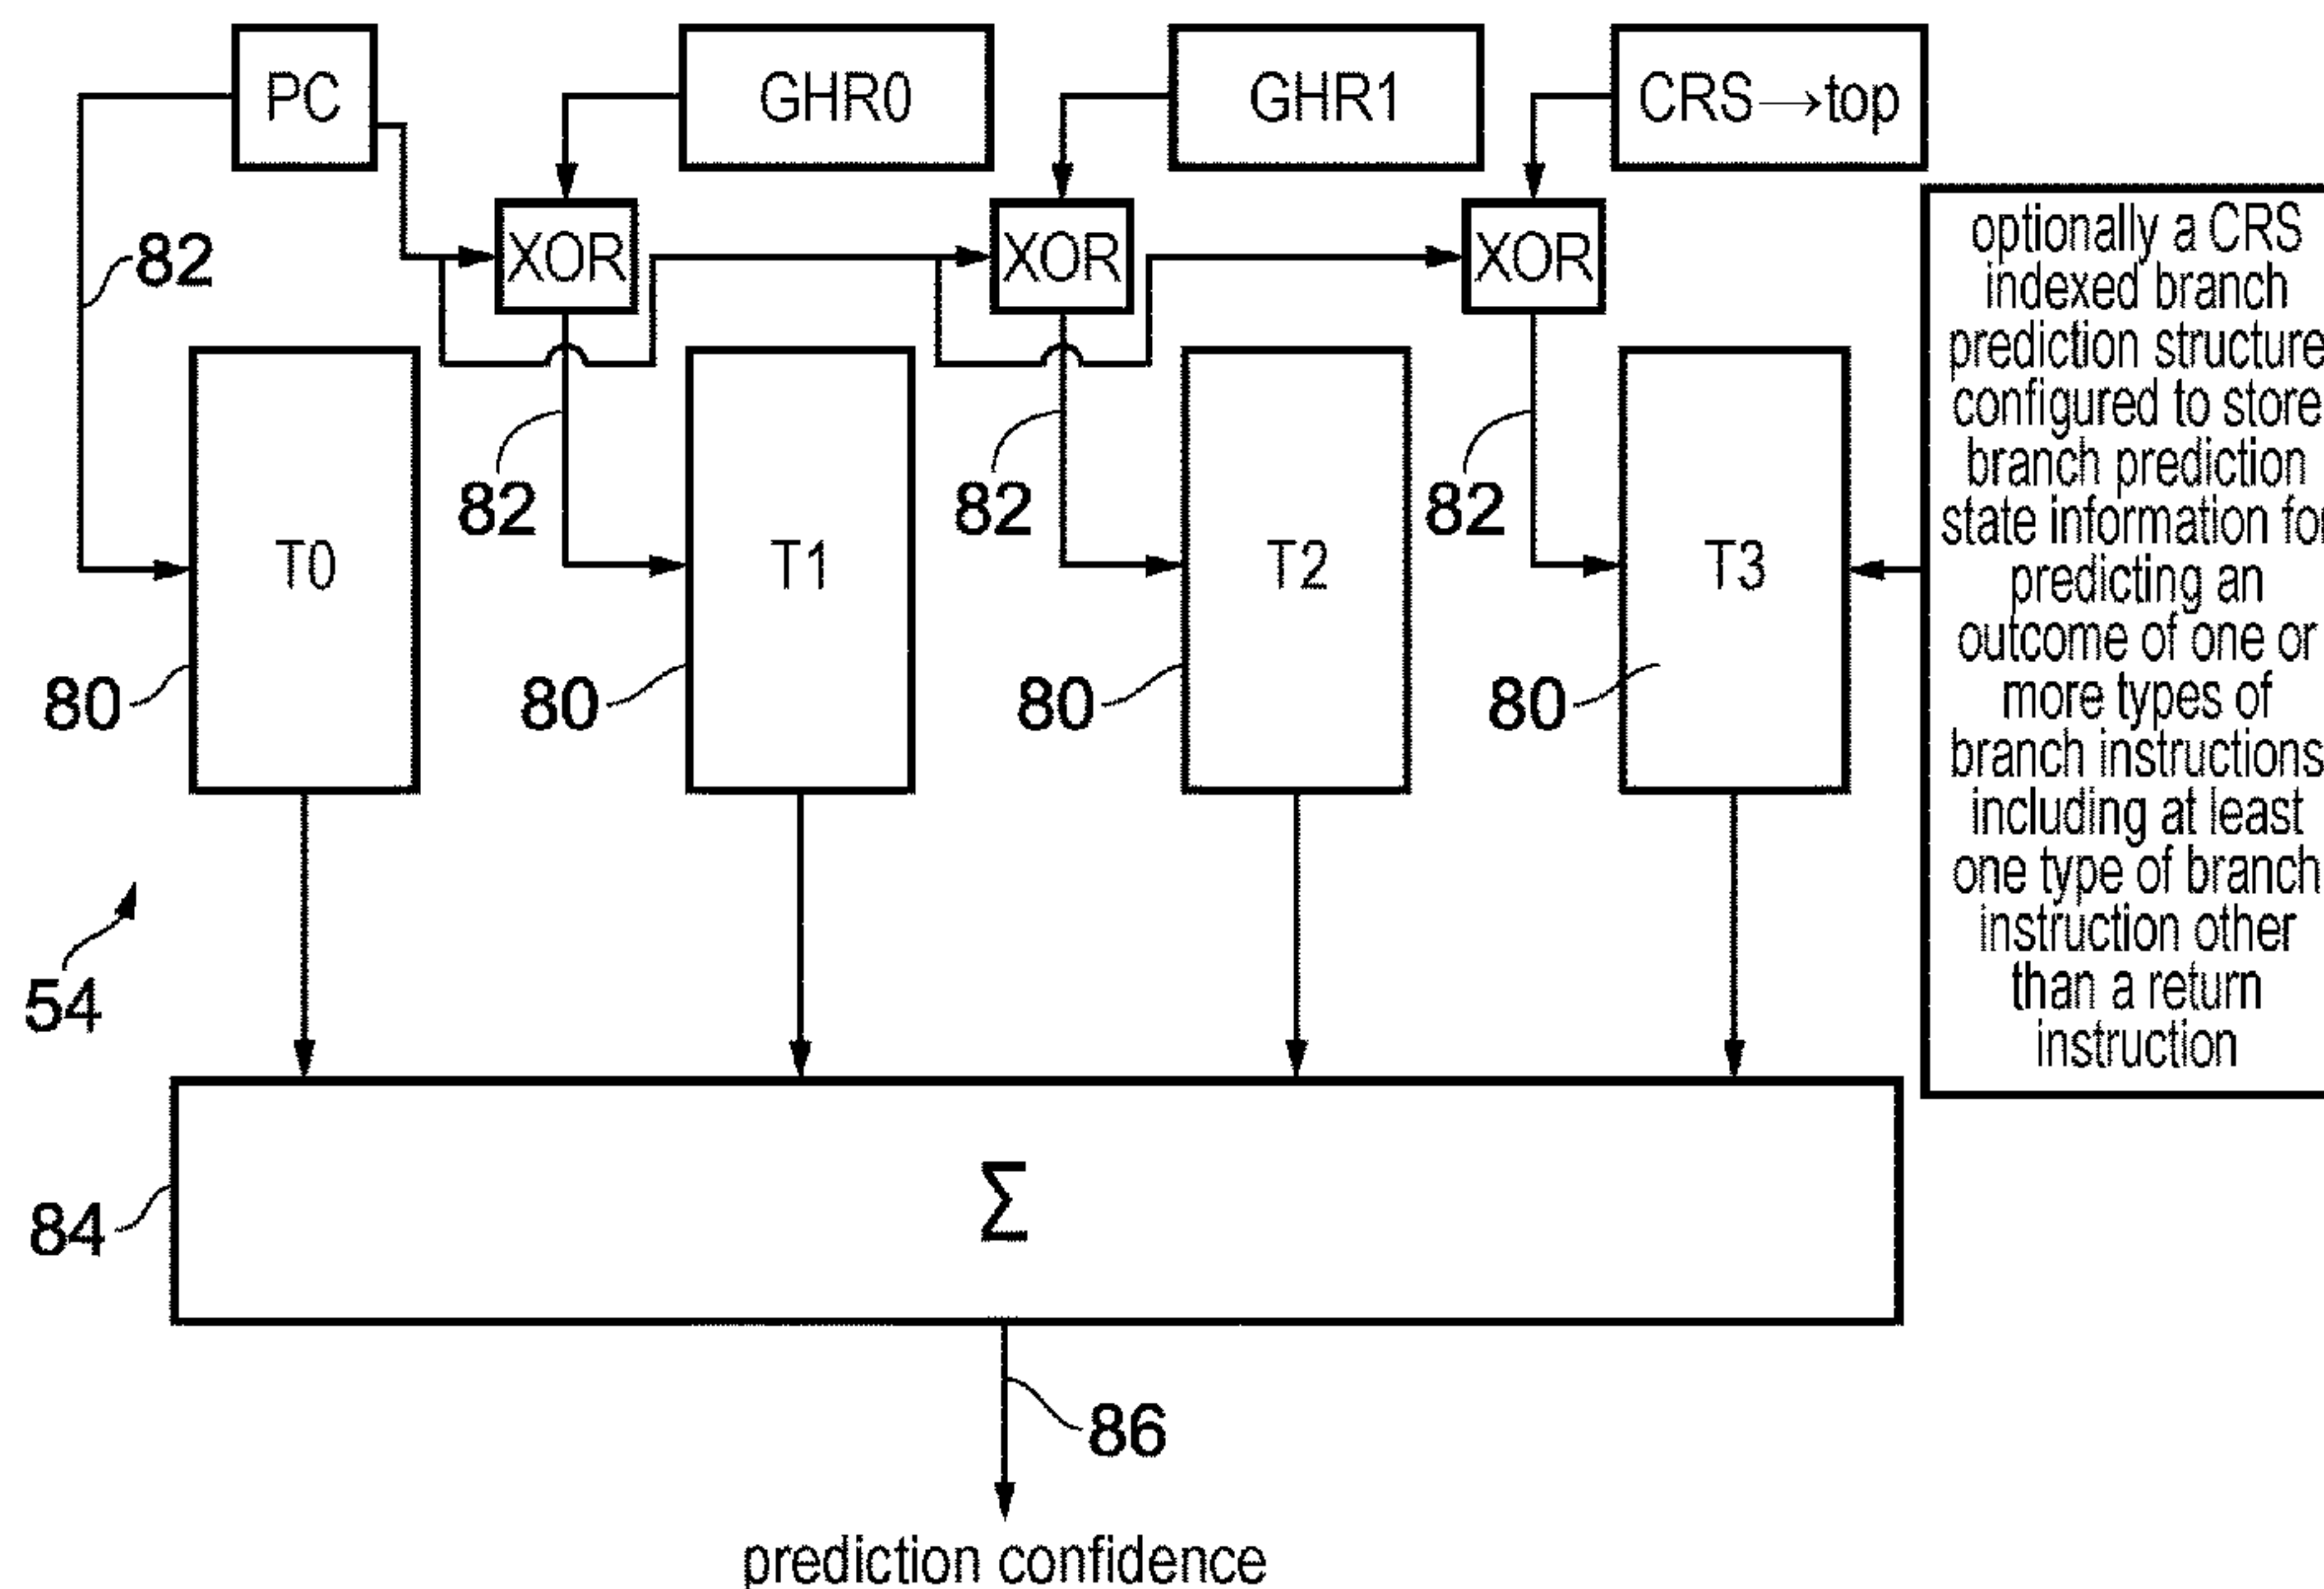 PC
GHR0
GHR1
CRS→top
XOR
XOR
XOR
82
82
82
82
T0
T1
T2
T3
80
80
80
80
optionally a CRS
indexed branch
prediction structure
configured to store
branch prediction
state information for
predicting an
outcome of one or
more types of
branch instructions
including at least
one type of branch
instruction other
than a return
instruction
54
Σ
84
86
prediction confidence